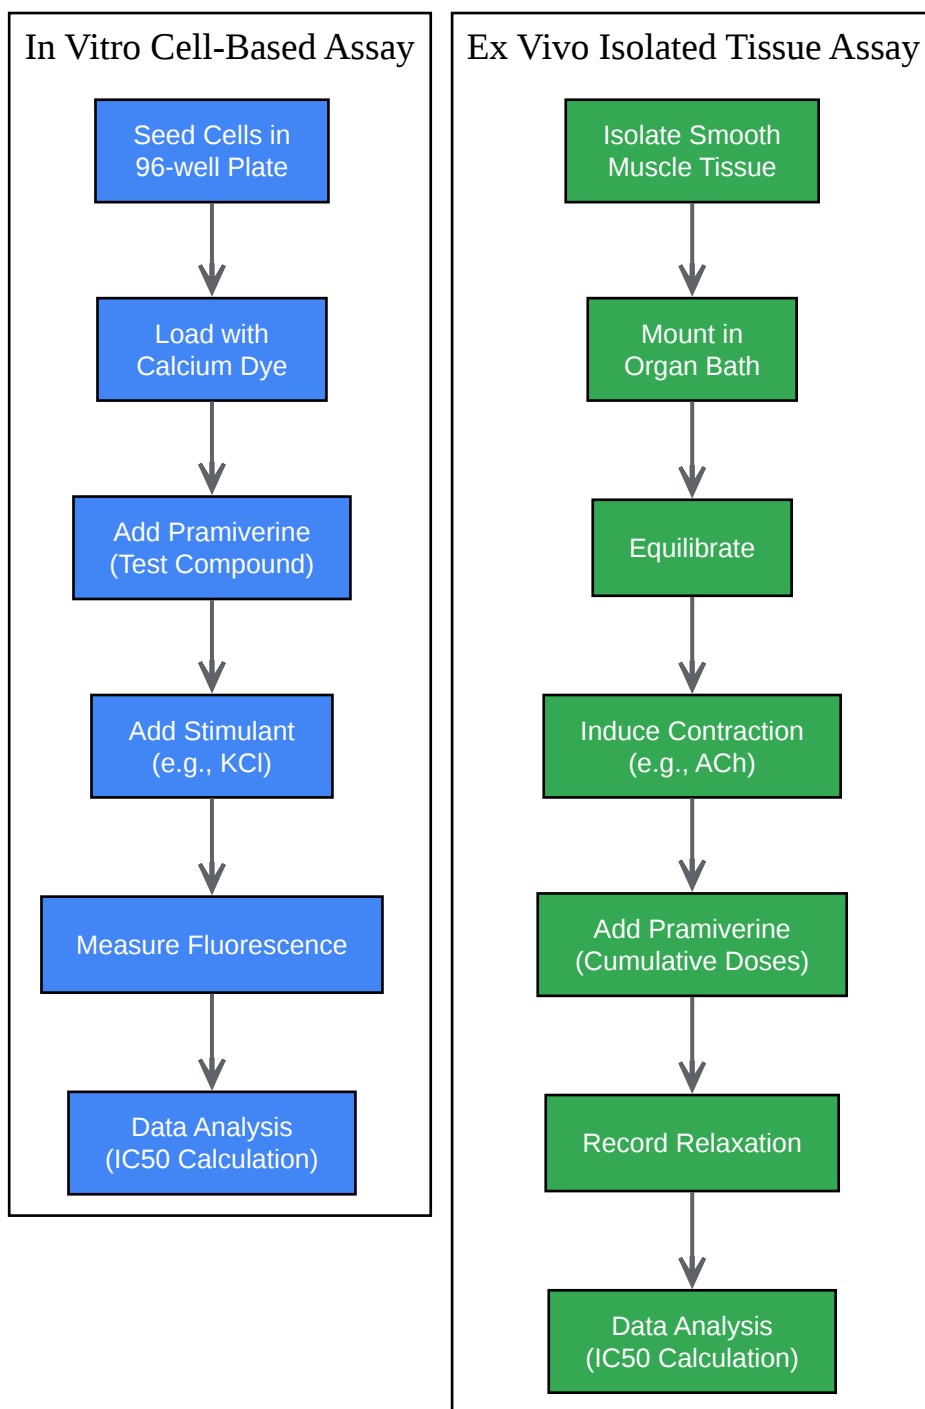 In Vitro Cell-Based Assay
Seed Cells in
96-well Plate
Load with
Calcium Dye
Add Pramiverine
(Test Compound)
Add Stimulant
(e.g., KCl)
Measure Fluorescence
Data Analysis
(IC50 Calculation)
Ex Vivo Isolated Tissue Assay
Isolate Smooth
Muscle Tissue
Mount in
Organ Bath
Equilibrate
Induce Contraction
(e.g., ACh)
Add Pramiverine
(Cumulative Doses)
Record Relaxation
Data Analysis
(IC50 Calculation)